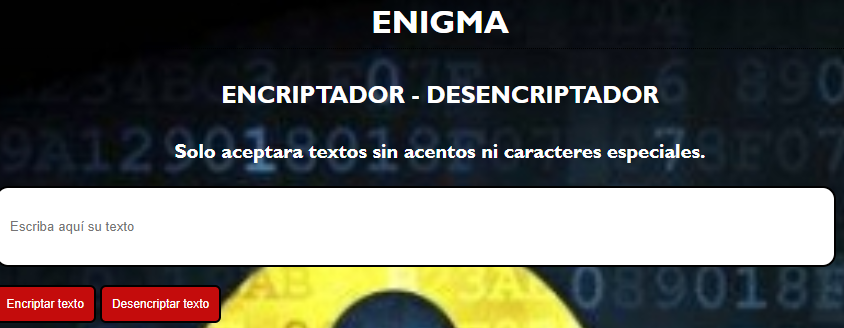 ENIGMA
ENCRIPTADOR - DESENCRIPTADOR
Solo aceptara textos sin acentos ni caracteres especiales.
Escriba aquí su texto
Encriptar texto Desencriptar texto